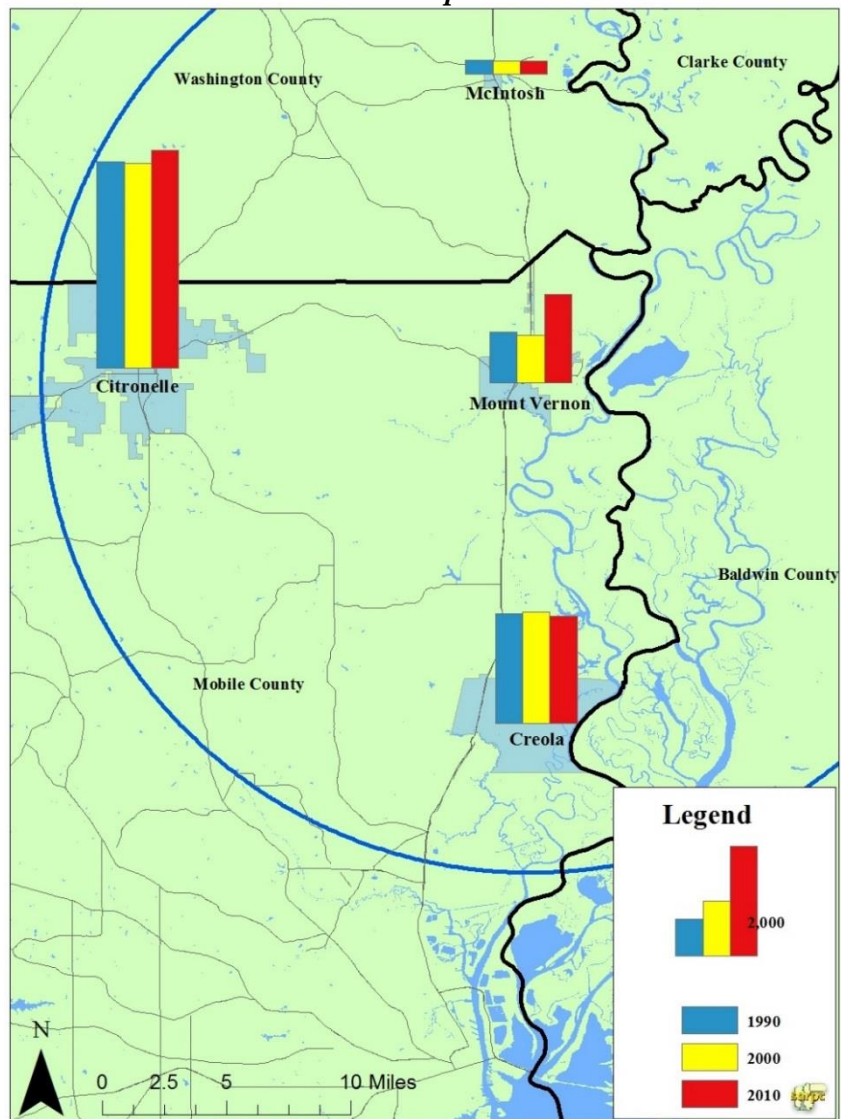 Clarke County
Washington County
McIntosh
Citronelle
Mount Vernon
Baldwin County
Mobile County
Creola
Legend
2,000
1990
2000
2010
sarpc
N
0 2.5 5 10 Miles